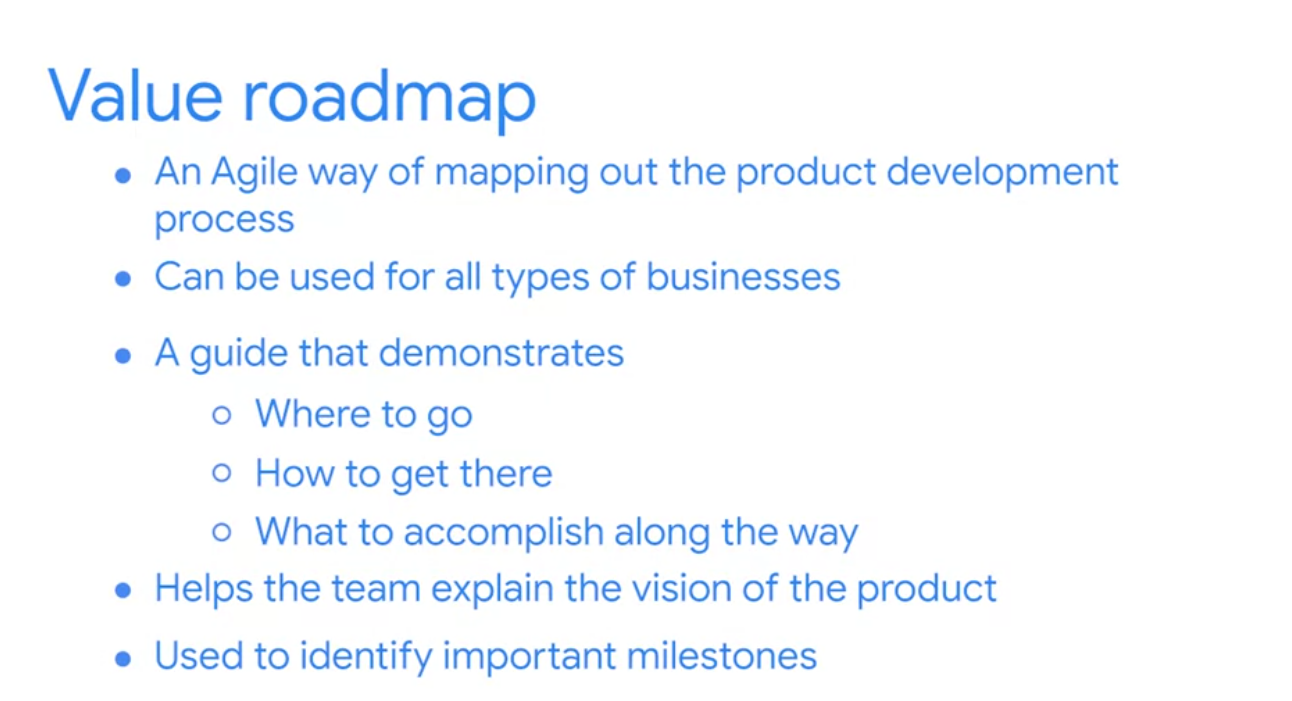 Value roadmap
● An Agile way of mapping out the product development
process
● Can be used for all types of businesses
● A guide that demonstrates
○ Where to go
○ How to get there
○ What to accomplish along the way
● Helps the team explain the vision of the product
● Used to identify important milestones